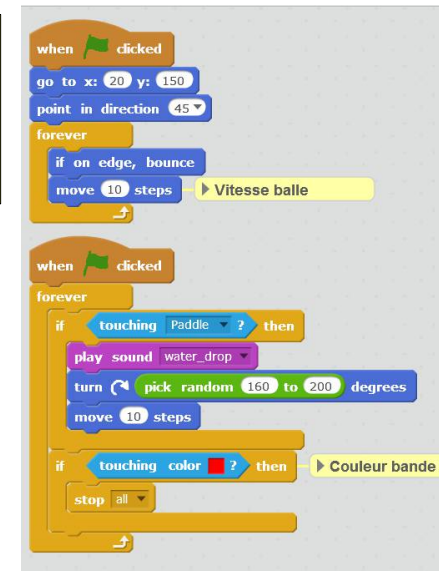 when clicked
go to x: 20 y: 150
point in direction 45
forever
if on edge, bounce
move 10 steps Vitesse balle
when clicked
forever
if touching Paddle ? then
play sound water_drop
turn pick random 160 to 200 degrees
move 10 steps
if touching color ? then Couleur bande
stop all